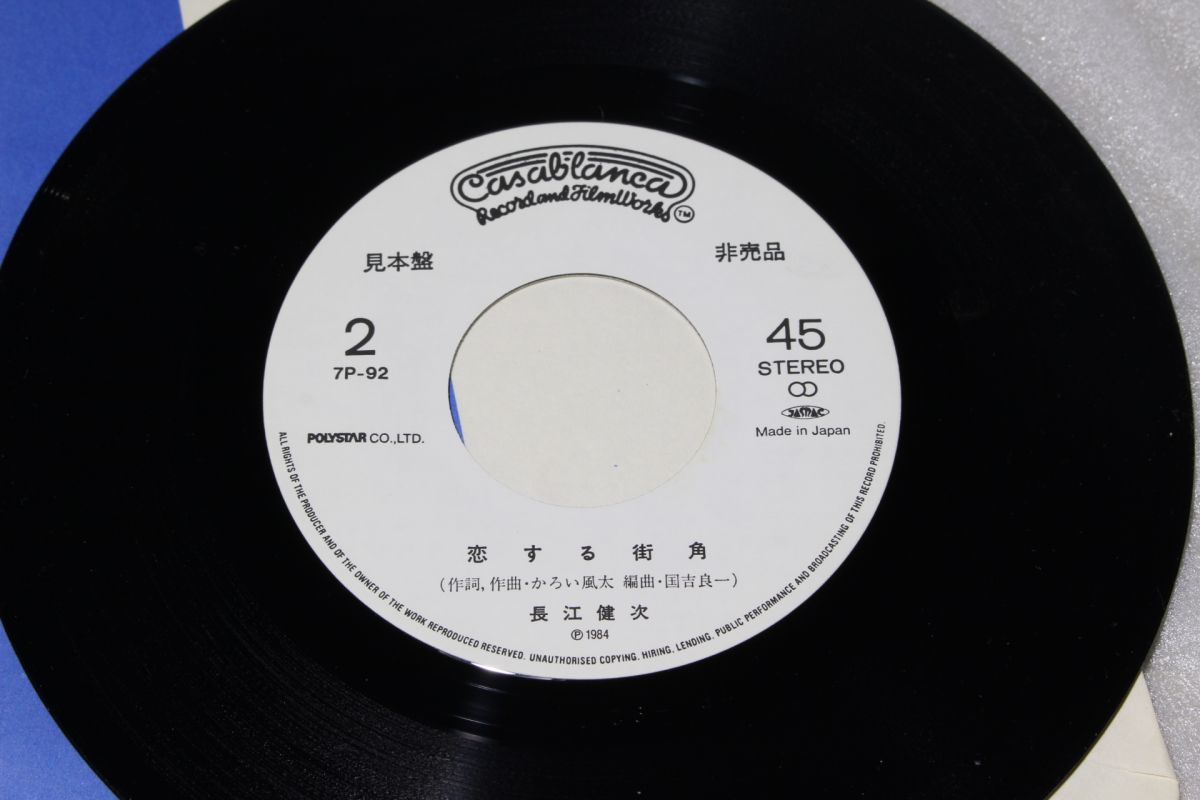 Casablanca
Record and FilmWorks TM
見本盤
非売品
2
7P-92
45
STEREO
JASRAC
Made in Japan
POLYSTAR CO.,LTD.
恋する街角
(作詞,作曲・かろい風太 編曲・国吉良一)
長江健次
Ⓟ1984
ALL RIGHTS OF THE PRODUCER AND OF THE OWNER OF THE WORK REPRODUCED RESERVED. UNAUTHORISED COPYING. HIRING. LENDING. PUBLIC PERFORMANCE AND BROADCASTING OF THIS RECORD PROHIBITED.